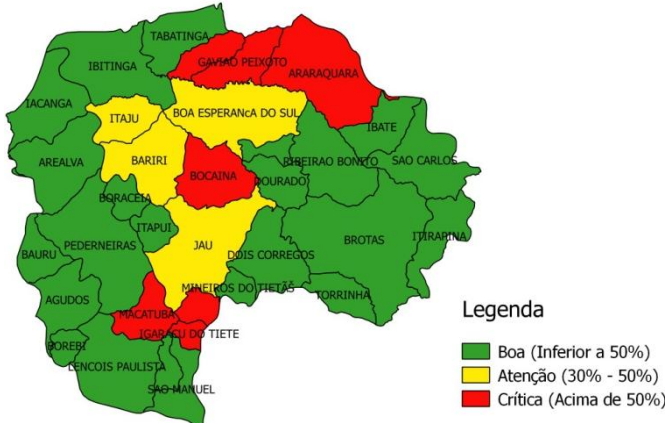 TABATINGA
GAVIAO PEIXOTO
IBITINGA
ARARAQUARA
IACANGA
ITAJU
BOA ESPERANcA DO SUL
IBATE
AREALVA
BARIRI
RIBEIRAO BONITO
SAO CARLOS
BOCAINA
DOURADO
BORACEIA
ITAPUI
ITIRAPINA
BAURU
PEDERNEIRAS
JAU
DOIS CORREGOS
BROTAS
AGUDOS
MINEIROS DO TIETÃS
TORRINHA
MACATUBA
IGARAçU DO TIETE
BOREBI
LENCOIS PAULISTA
SAO MANUEL
Legenda
Boa (Inferior a 50%)
Atenção (30% - 50%)
Crítica (Acima de 50%)